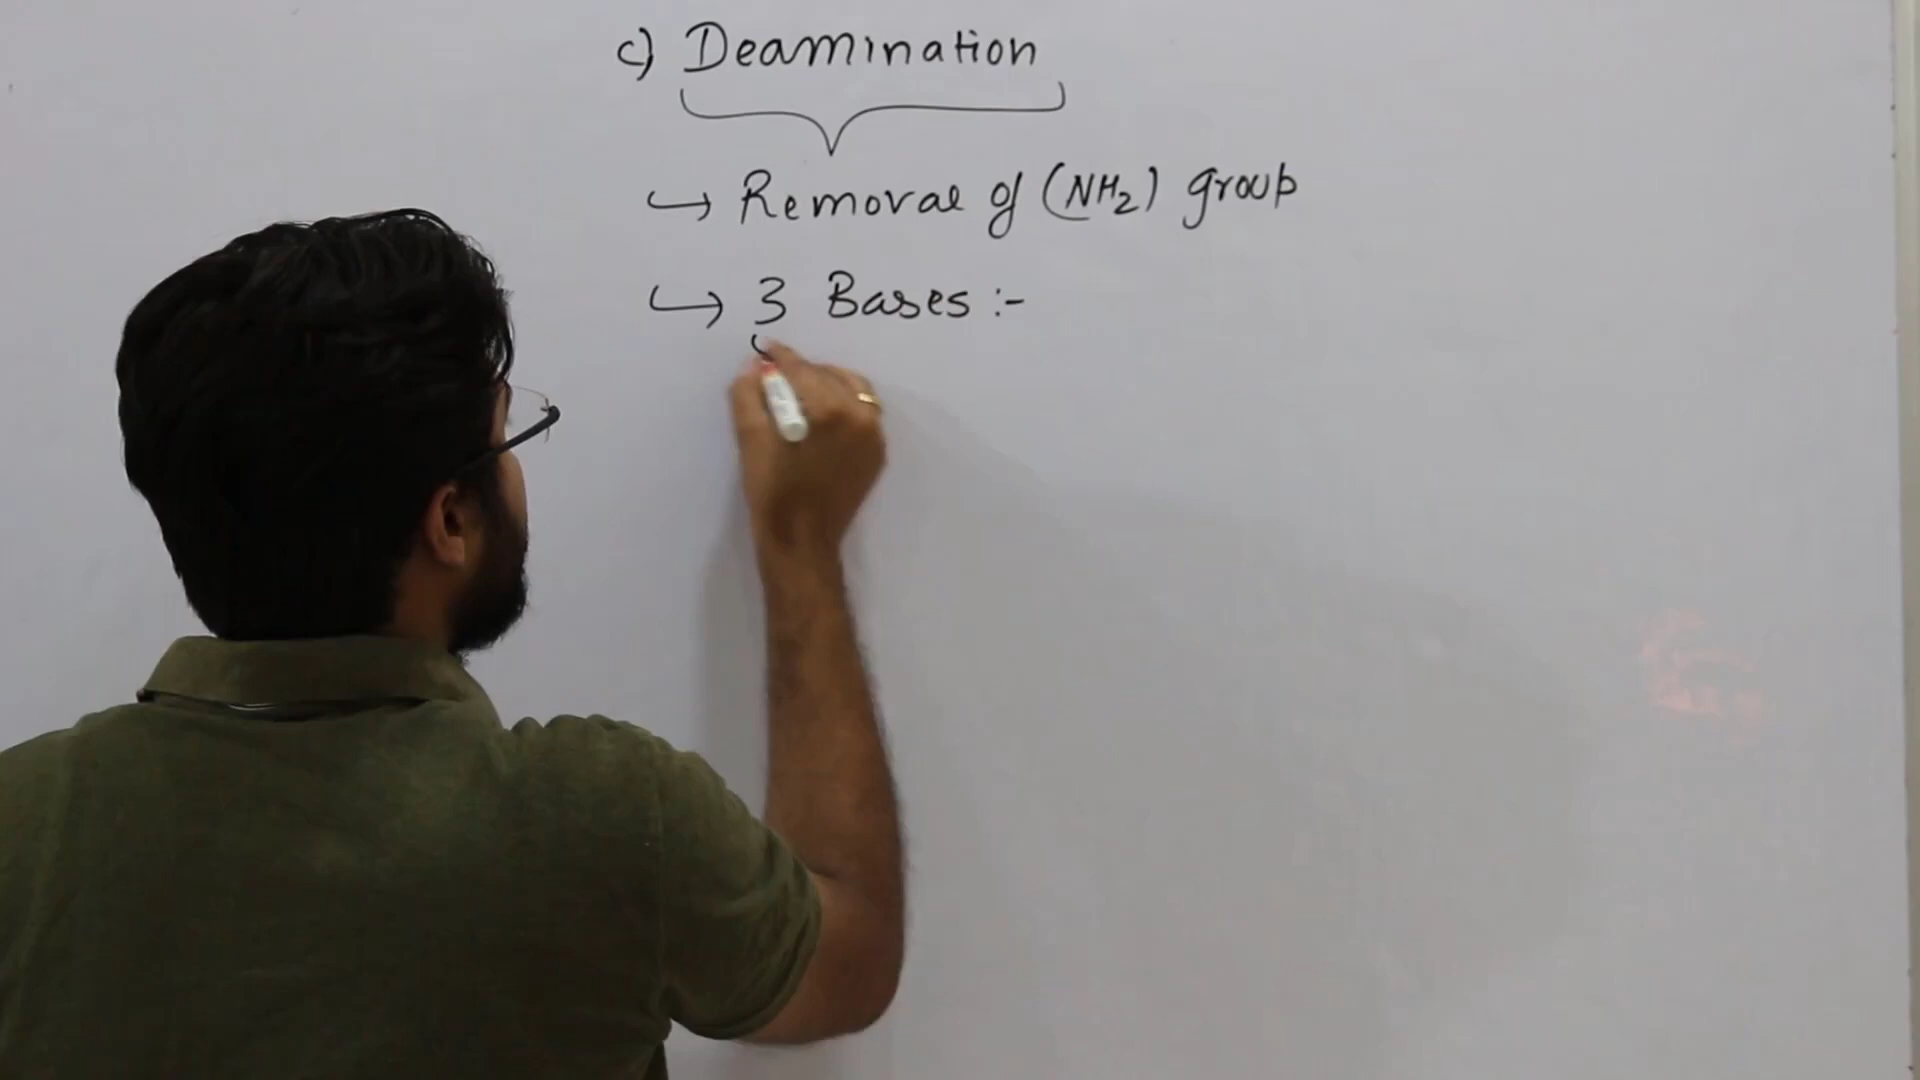 c) Deamination
↪ Removal of (NH₂) group
↪ 3 Bases :-